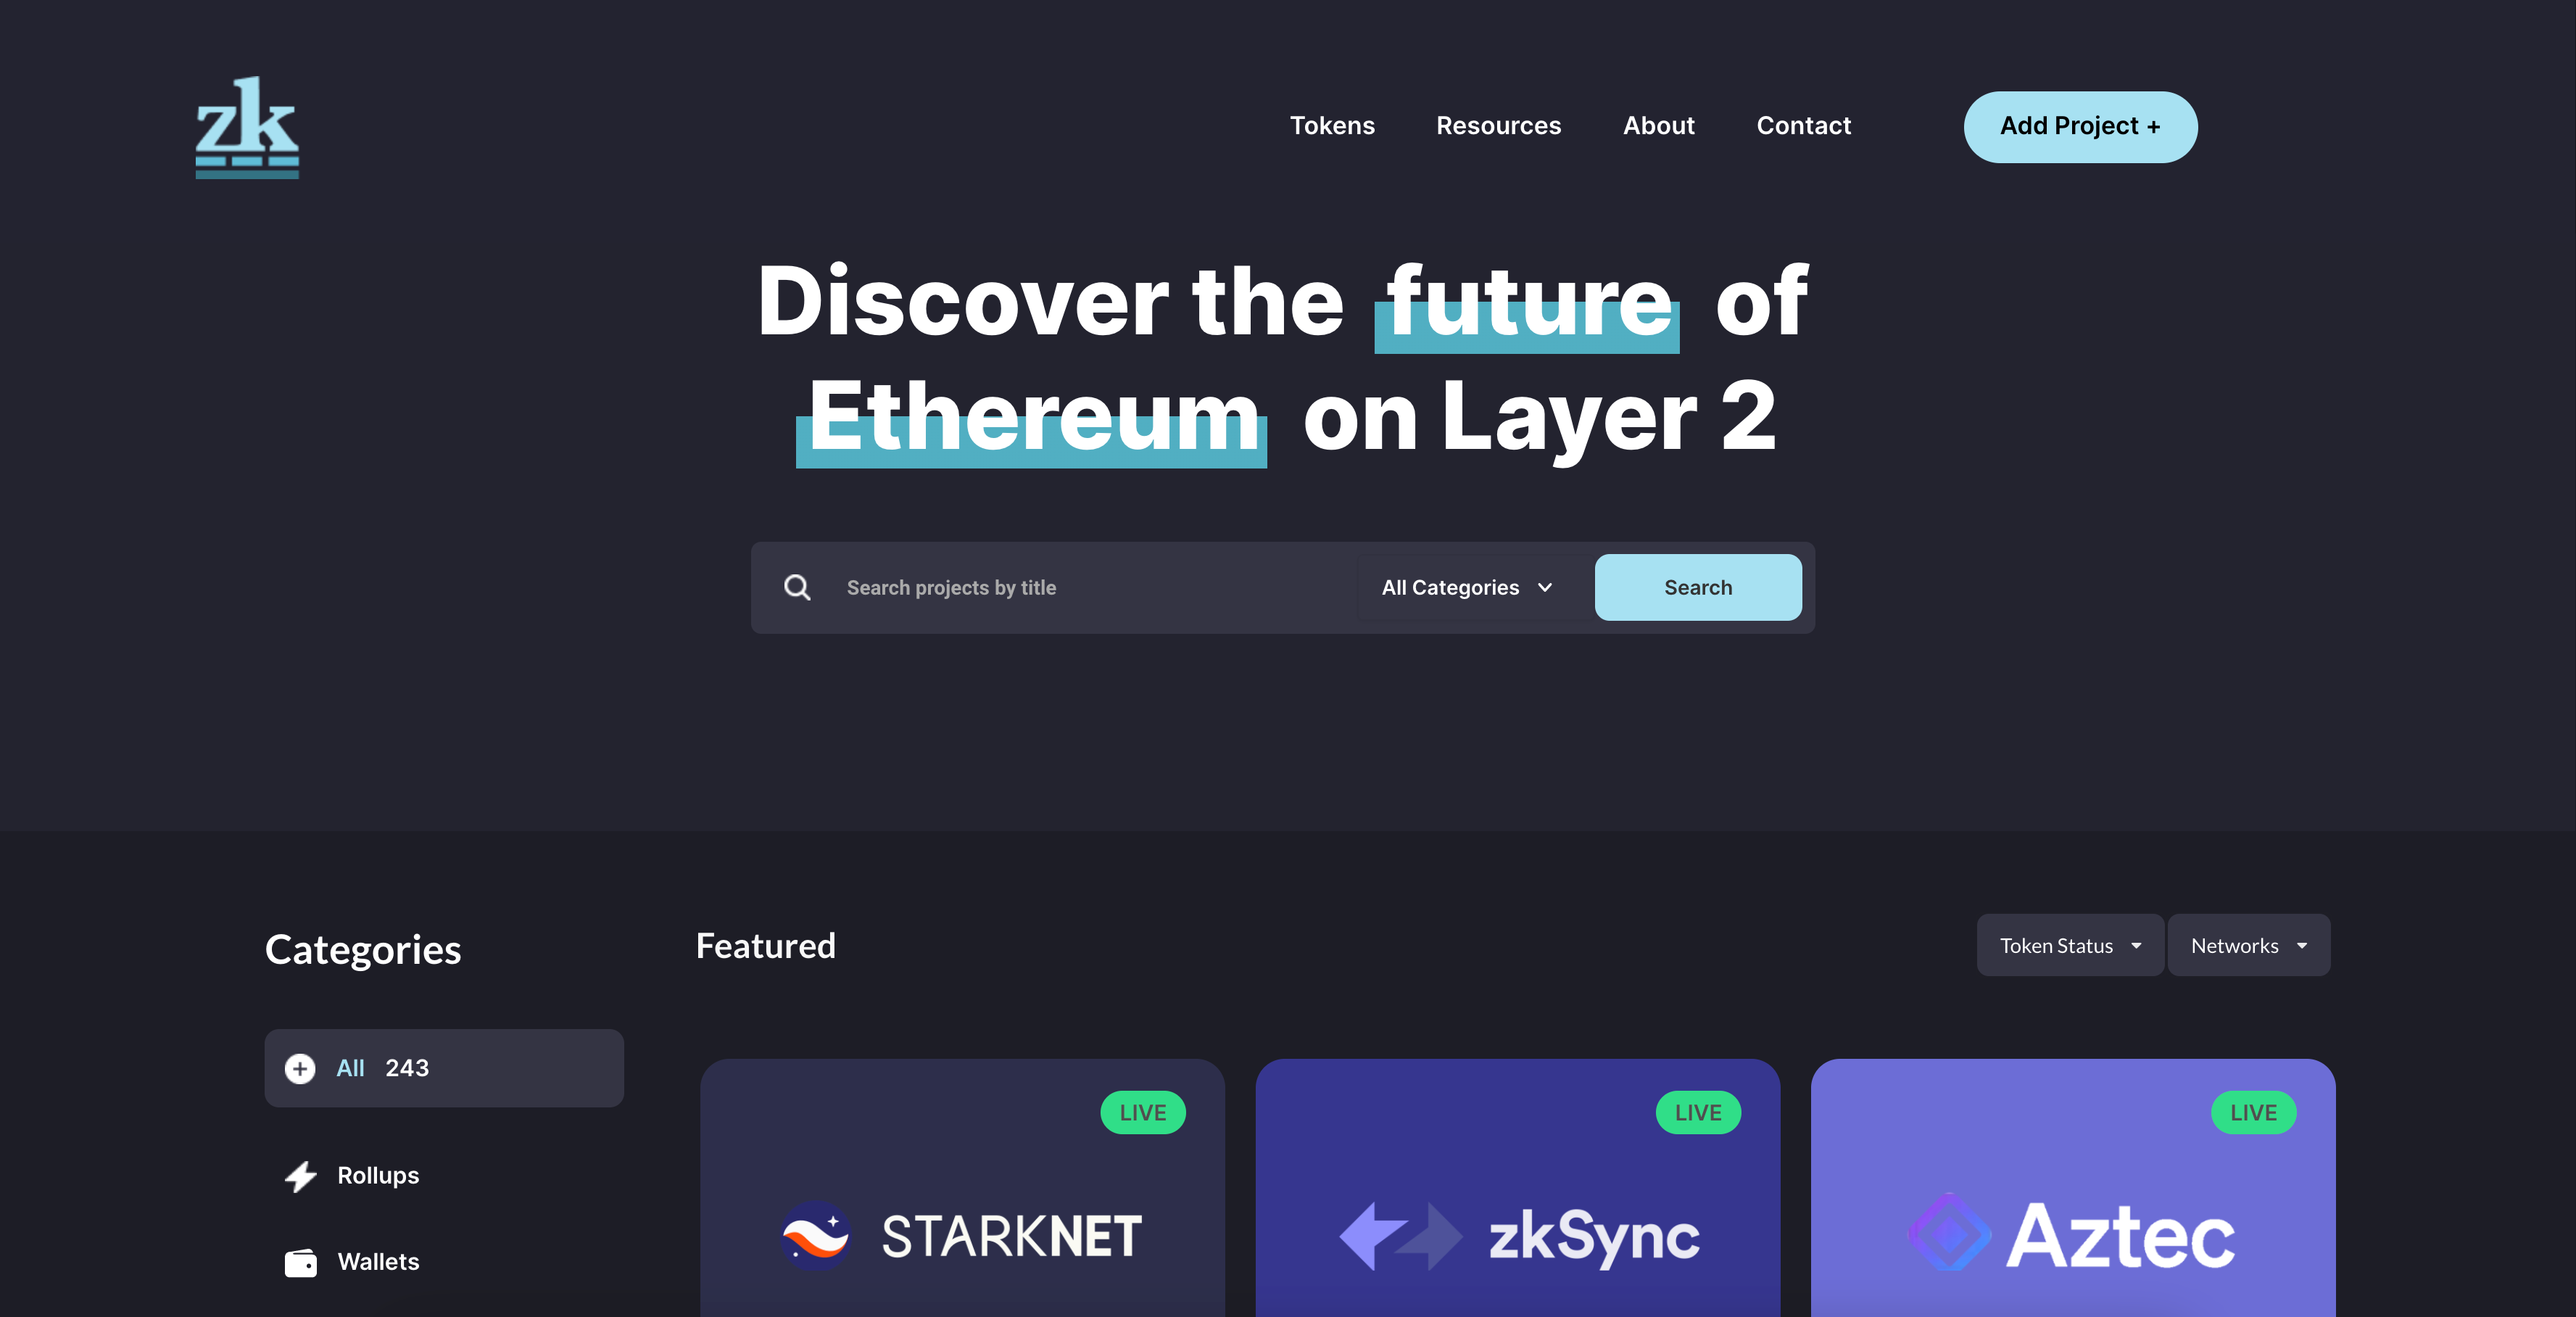 zk
Tokens Resources About Contact Add Project +
Discover the future of
Ethereum on Layer 2
Search projects by title All Categories Search
Categories
Featured
Token Status Networks
All 243
Rollups
Wallets
LIVE
STARKNET
LIVE
zkSync
LIVE
Aztec